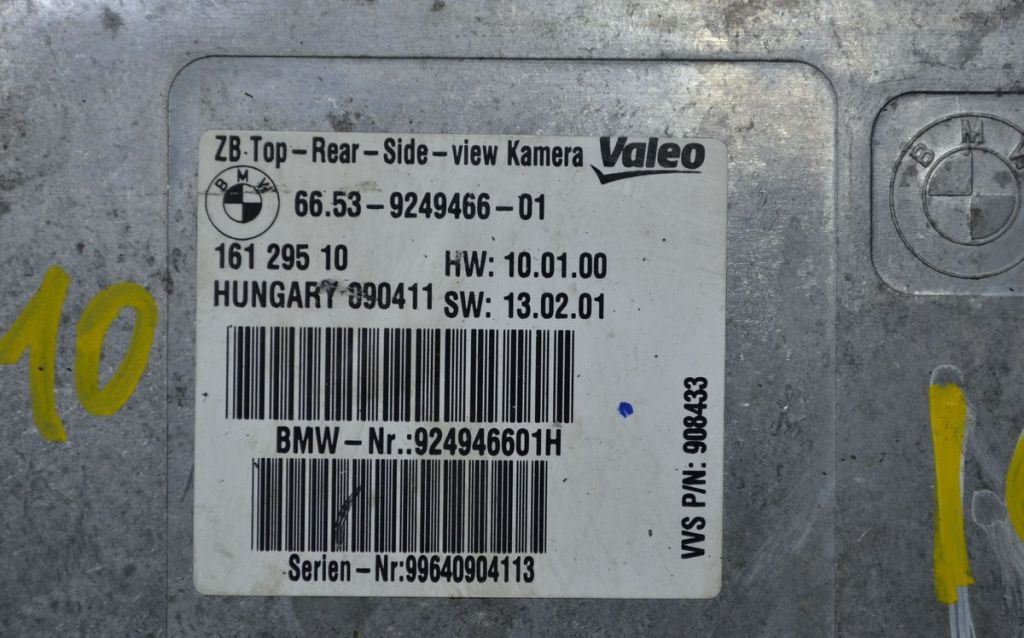 ZB Top-Rear-Side-view Kamera Valeo
BMW
66.53-9249466-01
161 295 10
HW: 10.01.00
HUNGARY 090411
SW: 13.02.01
BMW-Nr.:924946601H
Serien-Nr:99640904113
VVS P/N: 908433
BMW
10